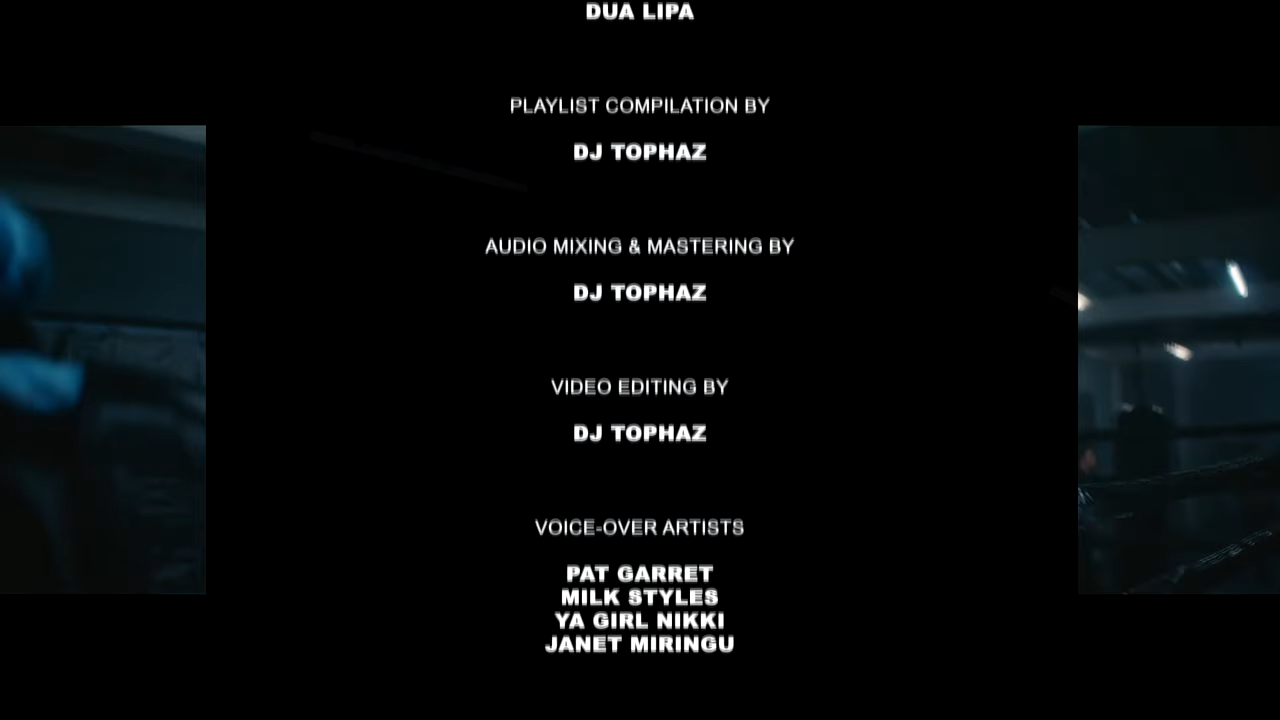 DUA LIPA
PLAYLIST COMPILATION BY
DJ TOPHAZ
AUDIO MIXING & MASTERING BY
DJ TOPHAZ
VIDEO EDITING BY
DJ TOPHAZ
VOICE-OVER ARTISTS
PAT GARRET
MILK STYLES
YA GIRL NIKKI
JANET MIRINGU